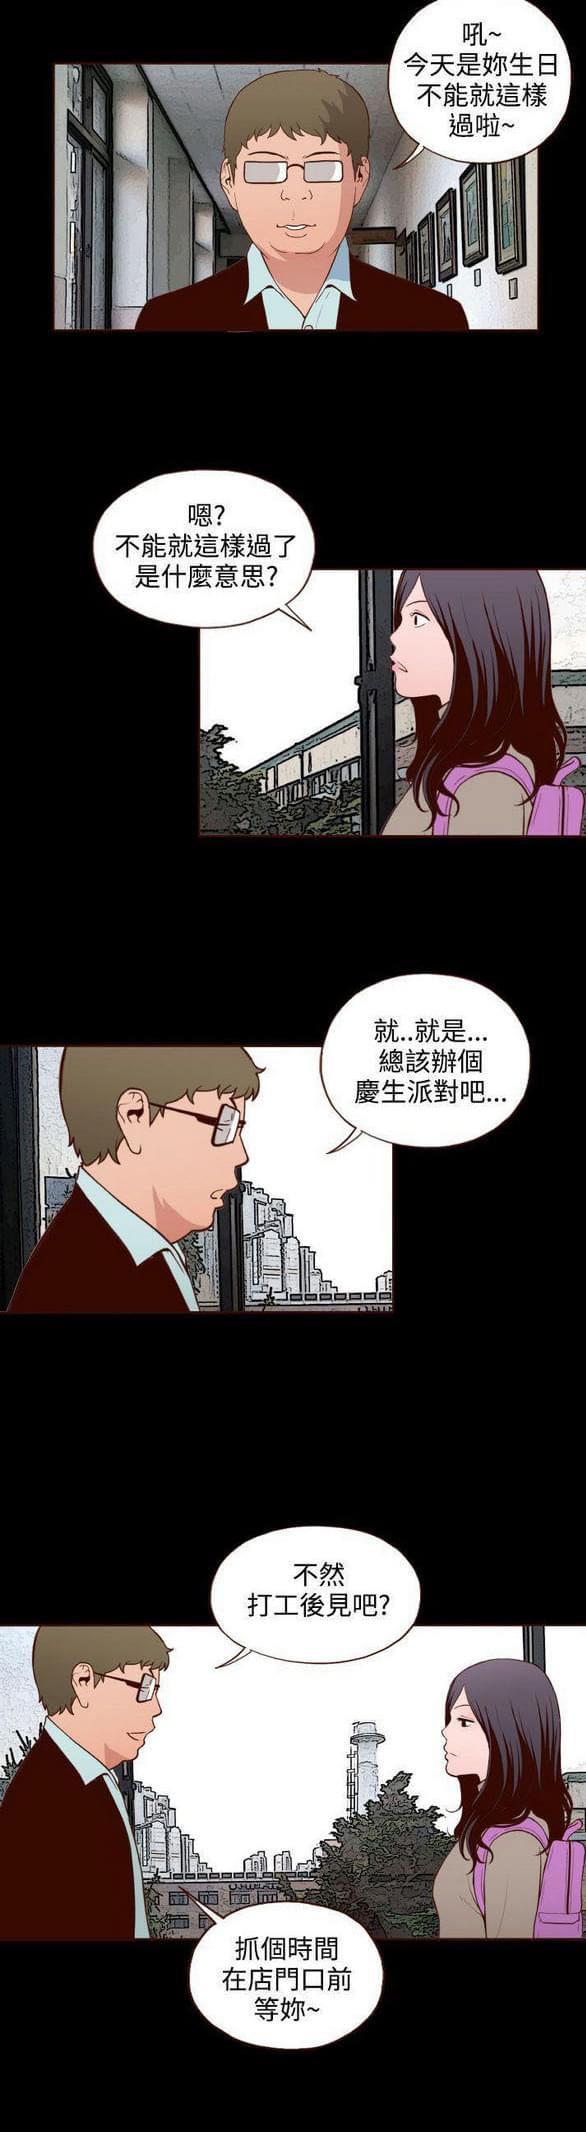 吼~
今天是妳生日
不能就這樣
過啦~
嗯?
不能就這樣過了
是什麼意思?
就..就是...
總該辦個
慶生派對吧...
不然
打工後見吧?
抓個時間
在店門口前
等妳~